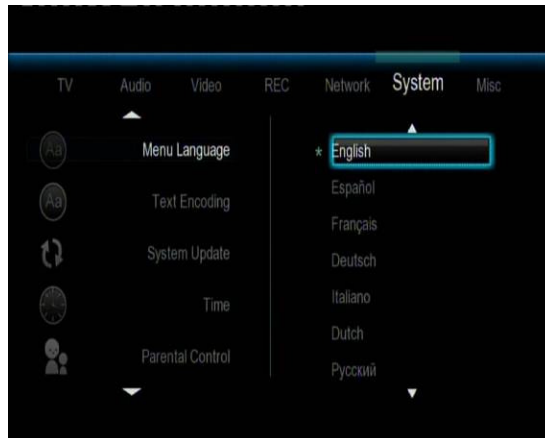 TV Audio Video REC Network System Misc
Menu Language
Text Encoding
System Update
Time
Parental Control
* English
Español
Français
Deutsch
Italiano
Dutch
Русский